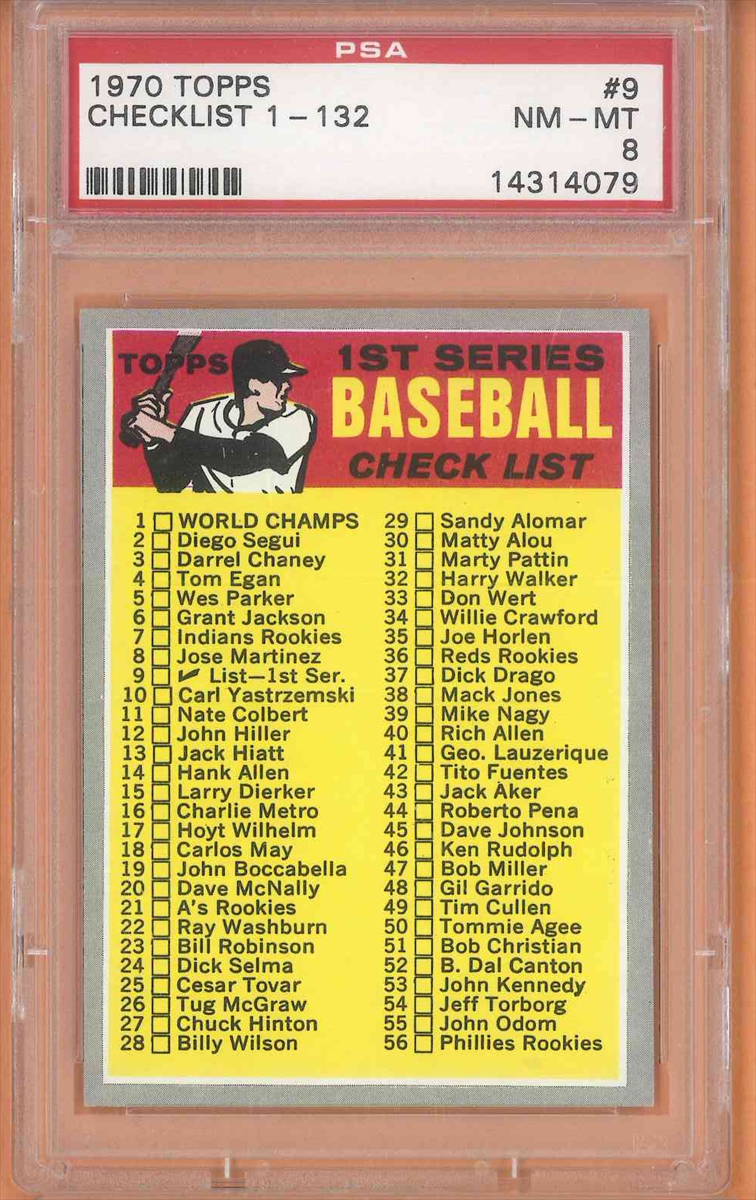 PSA
1970 TOPPS #9
CHECKLIST 1 - 132 NM - MT
8
14314079
TOPPS 1ST SERIES
BASEBALL
CHECK LIST
1 WORLD CHAMPS
2 Diego Segui
3 Darrel Chaney
4 Tom Egan
5 Wes Parker
6 Grant Jackson
7 Indians Rookies
8 Jose Martinez
9 ✓ List—1st Ser.
10 Carl Yastrzemski
11 Nate Colbert
12 John Hiller
13 Jack Hiatt
14 Hank Allen
15 Larry Dierker
16 Charlie Metro
17 Hoyt Wilhelm
18 Carlos May
19 John Boccabella
20 Dave McNally
21 A's Rookies
22 Ray Washburn
23 Bill Robinson
24 Dick Selma
25 Cesar Tovar
26 Tug McGraw
27 Chuck Hinton
28 Billy Wilson
29 Sandy Alomar
30 Matty Alou
31 Marty Pattin
32 Harry Walker
33 Don Wert
34 Willie Crawford
35 Joe Horlen
36 Reds Rookies
37 Dick Drago
38 Mack Jones
39 Mike Nagy
40 Rich Allen
41 Geo. Lauzerique
42 Tito Fuentes
43 Jack Aker
44 Roberto Pena
45 Dave Johnson
46 Ken Rudolph
47 Bob Miller
48 Gil Garrido
49 Tim Cullen
50 Tommie Agee
51 Bob Christian
52 B. Dal Canton
53 John Kennedy
54 Jeff Torborg
55 John Odom
56 Phillies Rookies